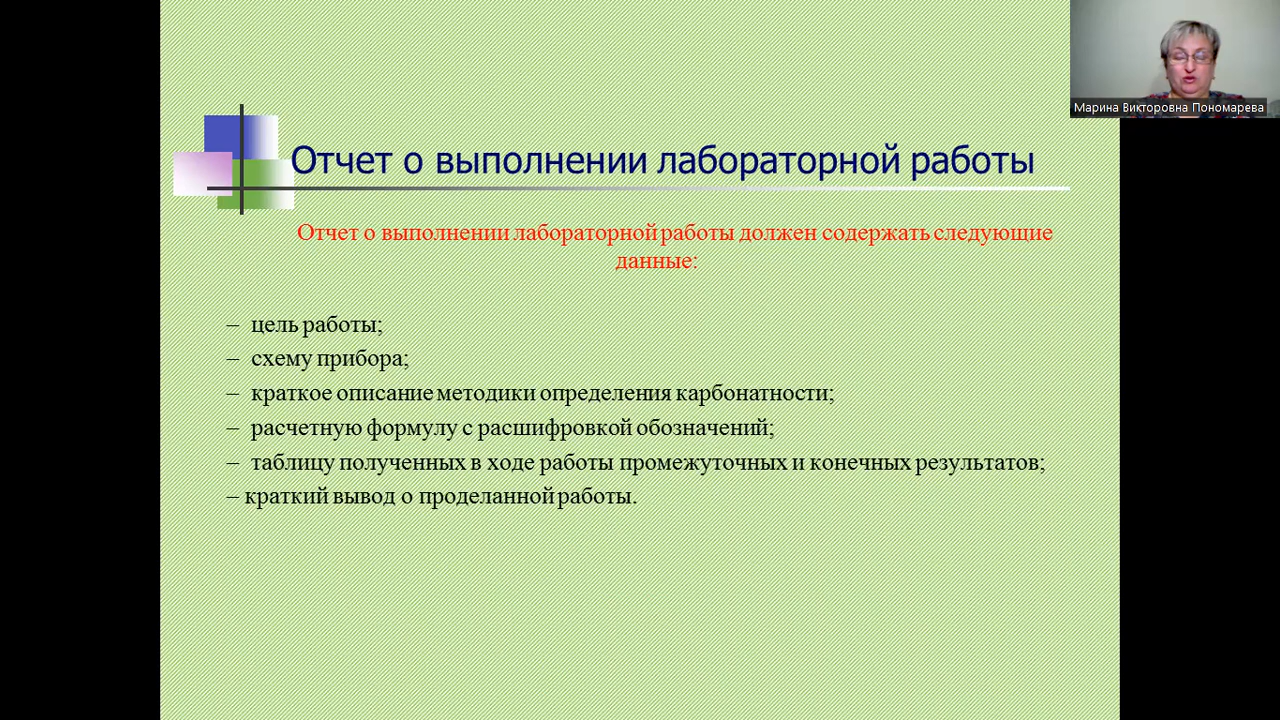 Марина Викторовна Пономарева
Отчет о выполнении лабораторной работы
Отчет о выполнении лабораторной работы должен содержать следующие
данные:
– цель работы;
– схему прибора;
– краткое описание методики определения карбонатности;
– расчетную формулу с расшифровкой обозначений;
– таблицу полученных в ходе работы промежуточных и конечных результатов;
– краткий вывод о проделанной работы.